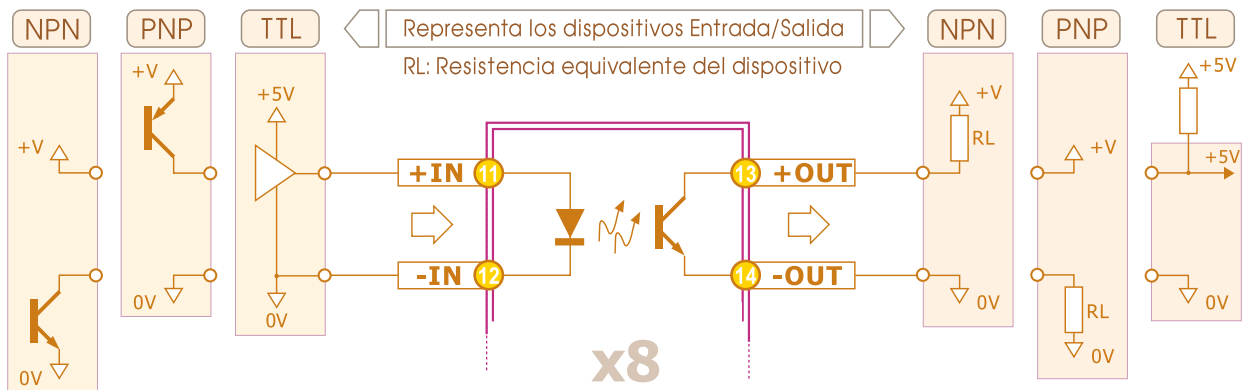 NPN PNP TTL Representa los dispositivos Entrada/Salida NPN PNP TTL
RL: Resistencia equivalente del dispositivo
+V +5V +V +5V
+V RL +V +5V
+IN 11 13 +OUT
-IN 12 14 -OUT
0V 0V 0V 0V
0V RL
x8 0V
0V